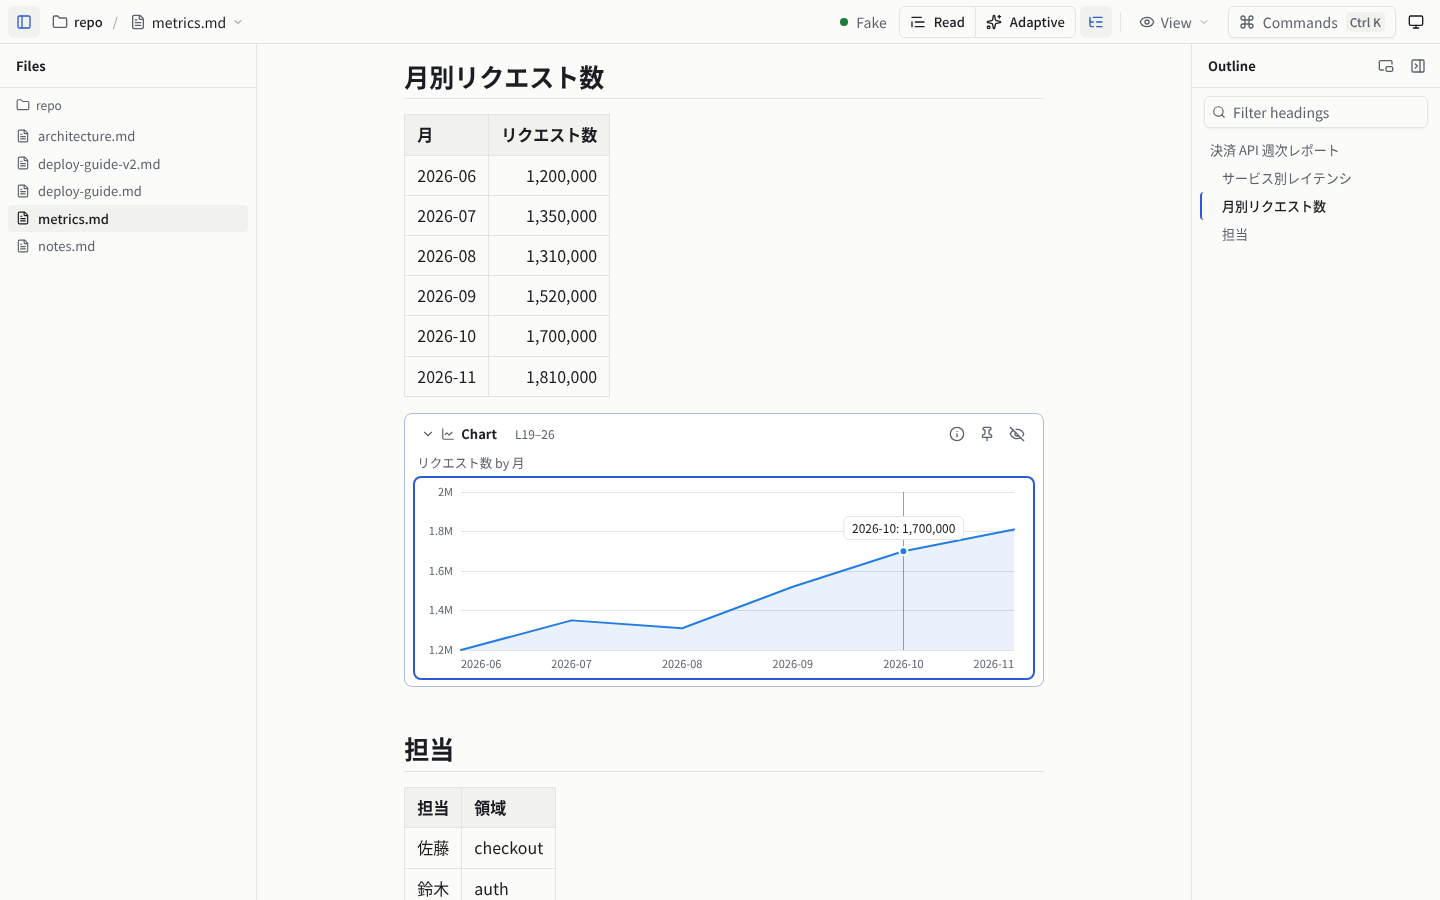 repo / metrics.md
Fake
Read
Adaptive
View
Commands Ctrl K
Files
repo
architecture.md
deploy-guide-v2.md
deploy-guide.md
metrics.md
notes.md
月別リクエスト数
月 リクエスト数
2026-06 1,200,000
2026-07 1,350,000
2026-08 1,310,000
2026-09 1,520,000
2026-10 1,700,000
2026-11 1,810,000
Chart L19–26
リクエスト数 by 月
2M
1.8M
1.6M
1.4M
1.2M
2026-10: 1,700,000
2026-06 2026-07 2026-08 2026-09 2026-10 2026-11
担当
担当 領域
佐藤 checkout
鈴木 auth
Outline
Filter headings
決済 API 週次レポート
サービス別レイテンシ
月別リクエスト数
担当